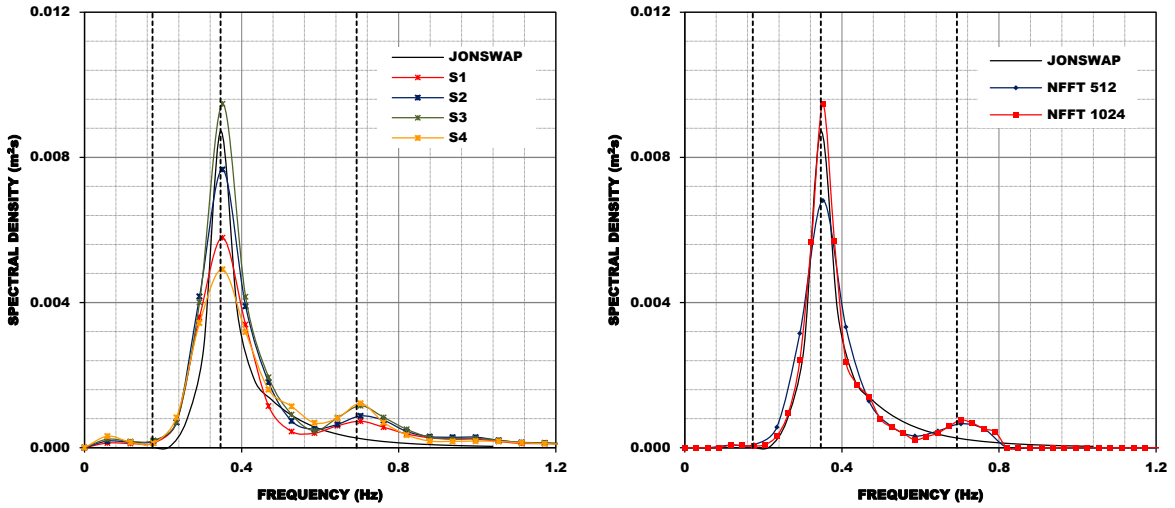 0.012
0.008
0.004
0.000
SPECTRAL DENSITY (m²s)
JONSWAP
S1
S2
S3
S4
0
0.4
0.8
1.2
FREQUENCY (Hz)
0.012
0.008
0.004
0.000
SPECTRAL DENSITY (m²s)
JONSWAP
NFFT 512
NFFT 1024
0
0.4
0.8
1.2
FREQUENCY (Hz)